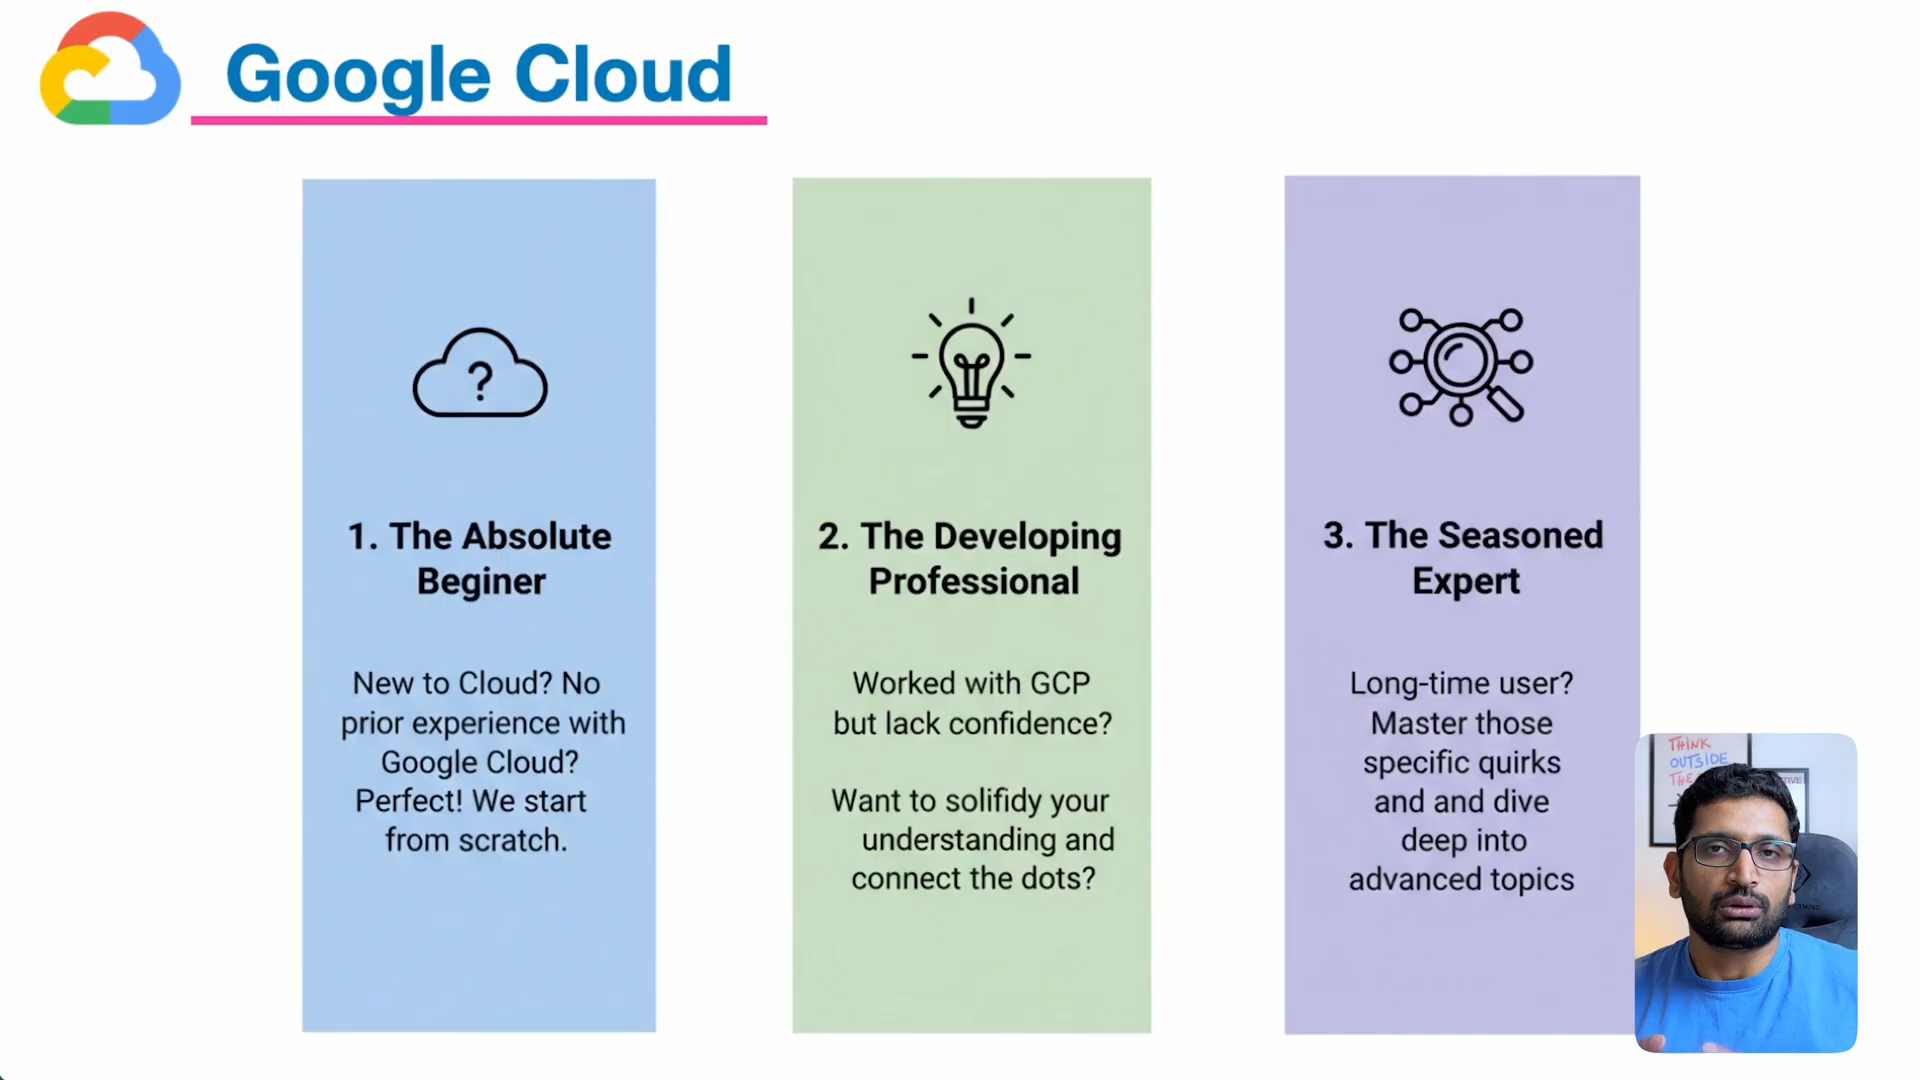 Google Cloud
?
1. The Absolute
Beginer
New to Cloud? No
prior experience with
Google Cloud?
Perfect! We start
from scratch.
2. The Developing
Professional
Worked with GCP
but lack confidence?
Want to solifidy your
understanding and
connect the dots?
3. The Seasoned
Expert
Long-time user?
Master those
specific quirks
and and dive
deep into
advanced topics
THINK
OUTSIDE
THE